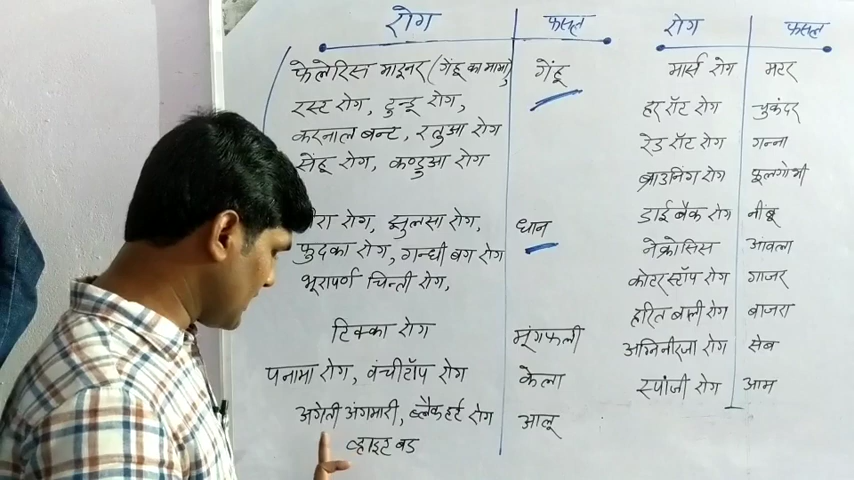 रोग फसल
फेलेरिस माइनर (गेंहू का मामा), गेंहू
रस्ट रोग, टुन्डू रोग,
करनाल बन्ट, रतुआ रोग
सेहू रोग, कण्डुआ रोग
रा रोग, झुलसा रोग, धान
फुदका रोग, गन्धी बग रोग
भूरापर्ण चित्ती रोग,
टिक्का रोग मूंगफली
पनामा रोग, वंचीटॉप रोग केला
अगेती अंगमारी, ब्लैक हर्ट रोग आलू
व्हाइट बड
रोग फसल
मार्स रोग मटर
हर्ट रॉट रोग चुकंदर
रेड रॉट रोग गन्ना
ब्राउनिंग रोग फूलगोभी
डाई बैक रोग नींबू
नेक्रोसिस आंवला
कोटर स्टॉप रोग गाजर
हरित बाली रोग बाजरा
अग्निनीरजा रोग सेब
स्पांजी रोग आम